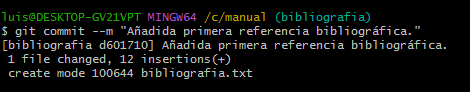 luis@DESKTOP-GV21VPT MINGW64 /c/manual (bibliografia)
$ git commit --m "Añadida primera referencia bibliográfica."
[bibliografia d601710] Añadida primera referencia bibliográfica.
 1 file changed, 12 insertions(+)
 create mode 100644 bibliografia.txt